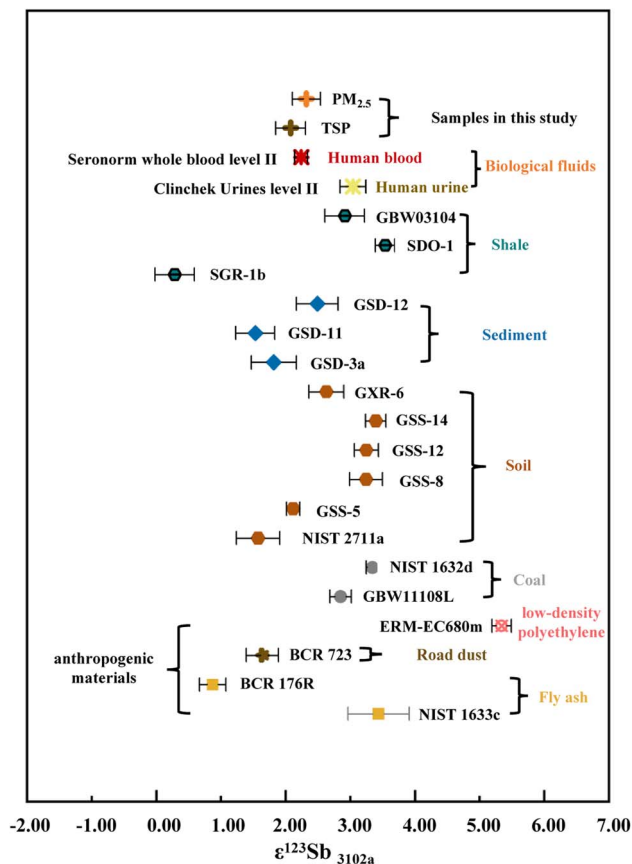 PM2.5
TSP
Samples in this study
Seronorm whole blood level II Human blood
Biological fluids
Clinchek Urines level II Human urine
GBW03104
SDO-1
Shale
SGR-1b
GSD-12
GSD-11
Sediment
GSD-3a
GXR-6
GSS-14
GSS-12
Soil
GSS-8
GSS-5
NIST 2711a
NIST 1632d
Coal
GBW11108L
ERM-EC680m
low-density
polyethylene
anthropogenic
materials
BCR 723
Road dust
BCR 176R
Fly ash
NIST 1633c
-2.00 -1.00 0.00 1.00 2.00 3.00 4.00 5.00 6.00 7.00
ε¹²³Sb 3102a